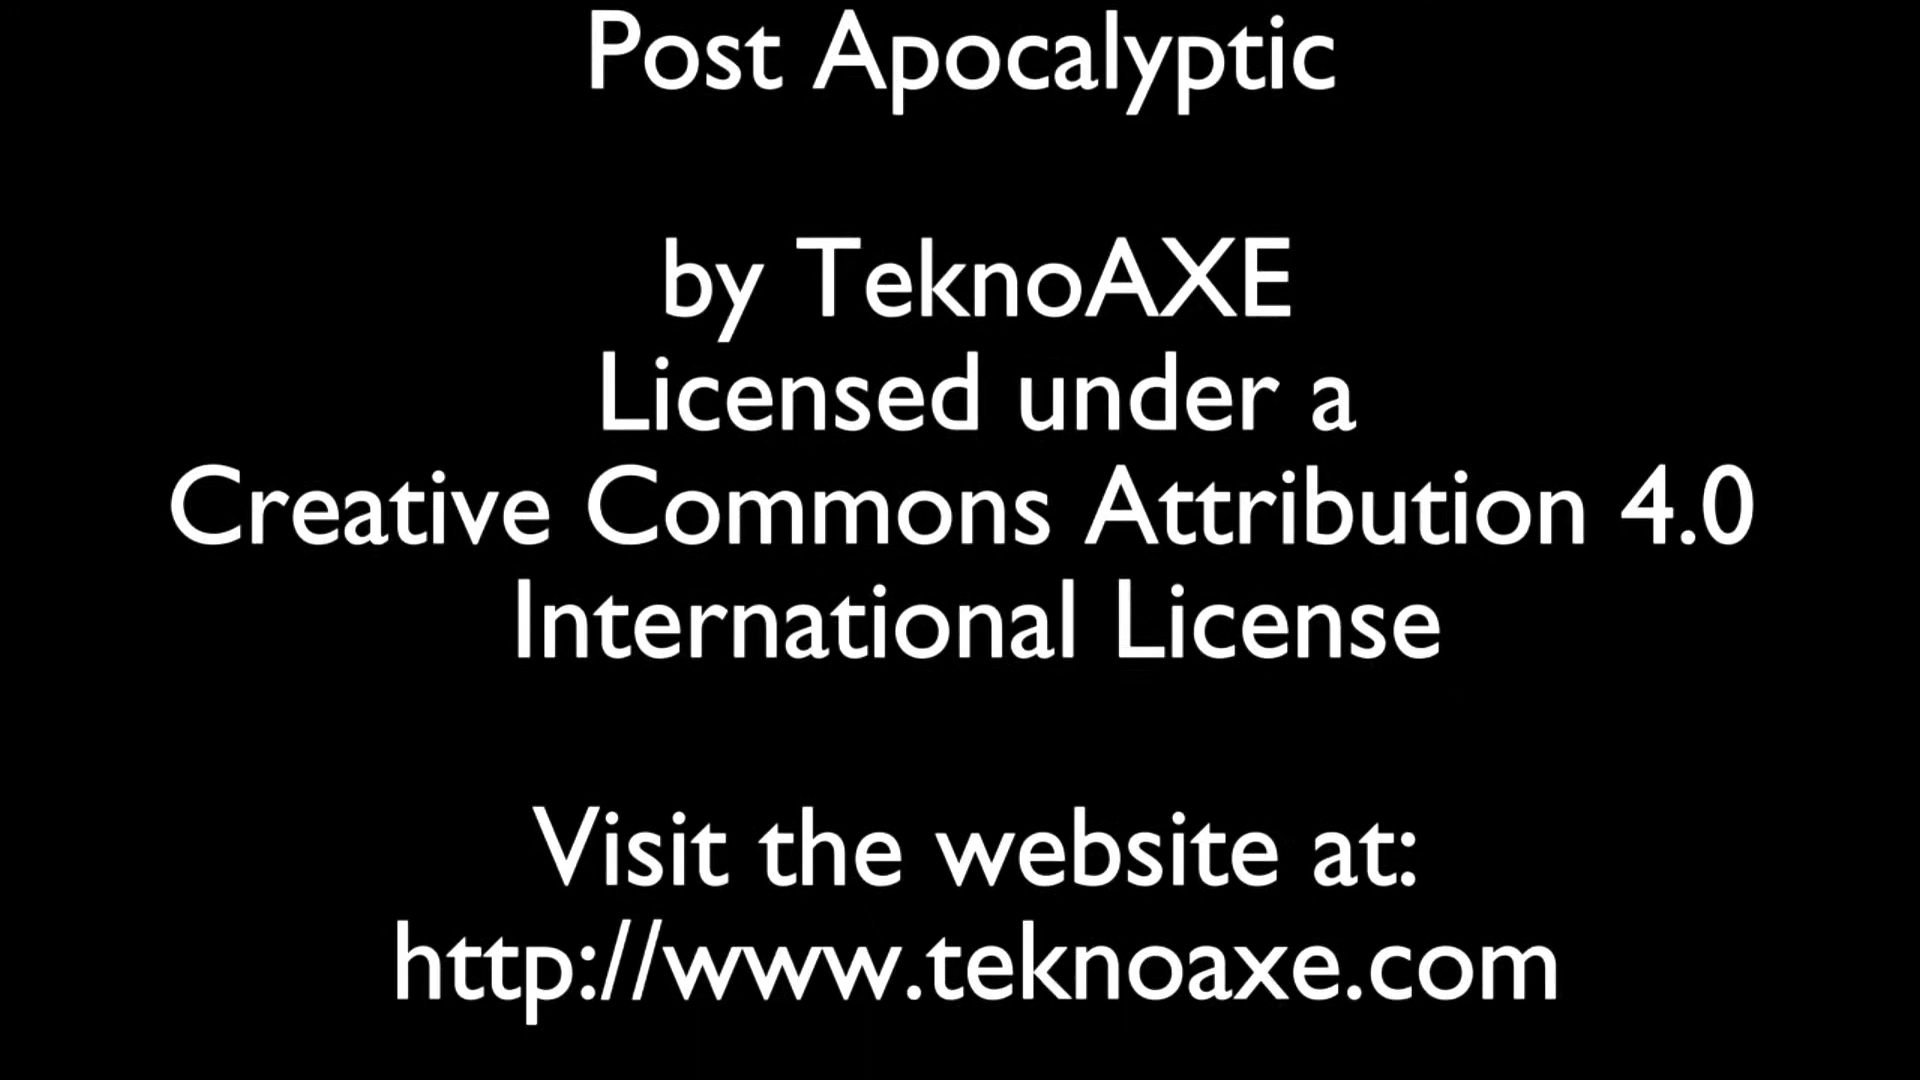 Post Apocalyptic
by TeknoAXE
Licensed under a
Creative Commons Attribution 4.0
International License
Visit the website at:
http://www.teknoaxe.com